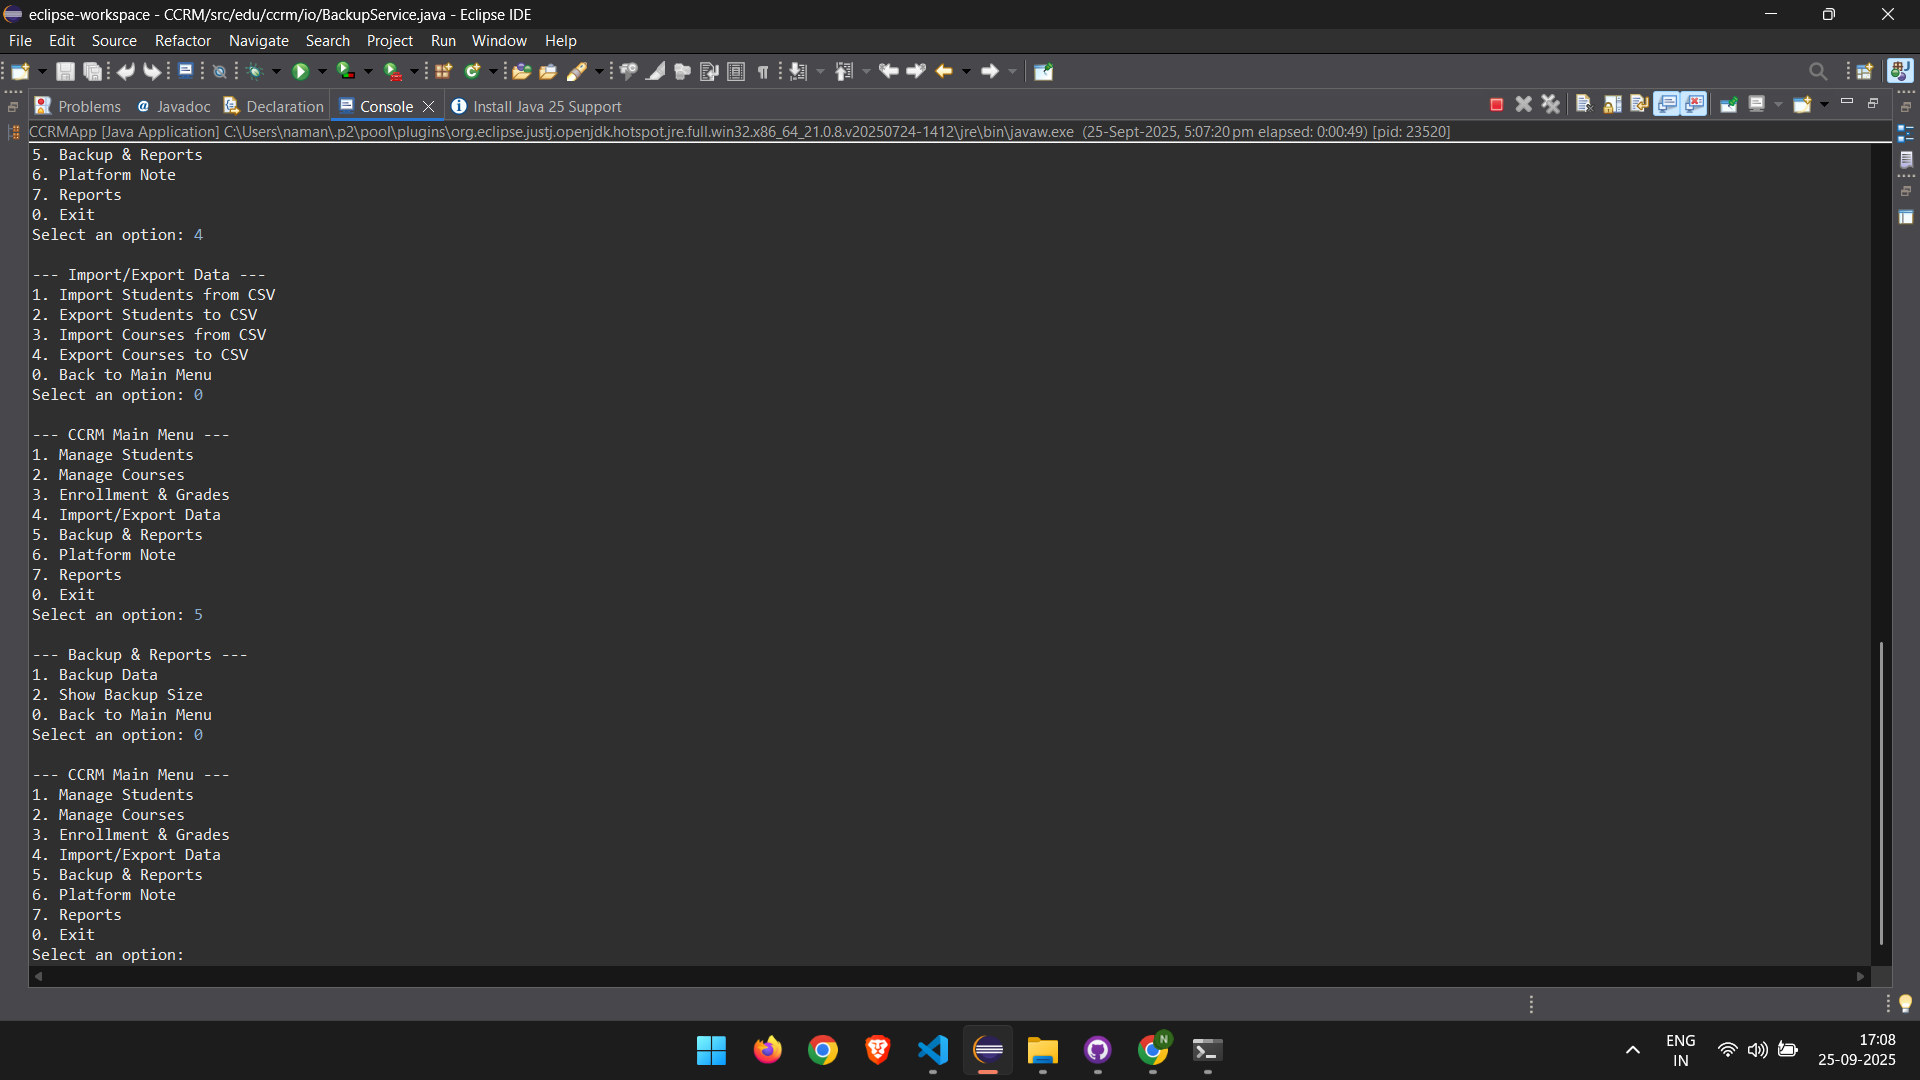 eclipse-workspace - CCRM/src/edu/ccrm/io/BackupService.java - Eclipse IDE
File Edit Source Refactor Navigate Search Project Run Window Help
Problems Javadoc Declaration Console Install Java 25 Support
CCRMApp [Java Application] C:\Users\naman\.p2\pool\plugins\org.eclipse.justj.openjdk.hotspot.jre.full.win32.x86_64_21.0.8.v20250724-1412\jre\bin\javaw.exe (25-Sept-2025, 5:07:20 pm elapsed: 0:00:49) [pid: 23520]
5. Backup & Reports
6. Platform Note
7. Reports
0. Exit
Select an option: 4
--- Import/Export Data ---
1. Import Students from CSV
2. Export Students to CSV
3. Import Courses from CSV
4. Export Courses to CSV
0. Back to Main Menu
Select an option: 0
--- CCRM Main Menu ---
1. Manage Students
2. Manage Courses
3. Enrollment & Grades
4. Import/Export Data
5. Backup & Reports
6. Platform Note
7. Reports
0. Exit
Select an option: 5
--- Backup & Reports ---
1. Backup Data
2. Show Backup Size
0. Back to Main Menu
Select an option: 0
--- CCRM Main Menu ---
1. Manage Students
2. Manage Courses
3. Enrollment & Grades
4. Import/Export Data
5. Backup & Reports
6. Platform Note
7. Reports
0. Exit
Select an option:
N
ENG
IN
17:08
25-09-2025